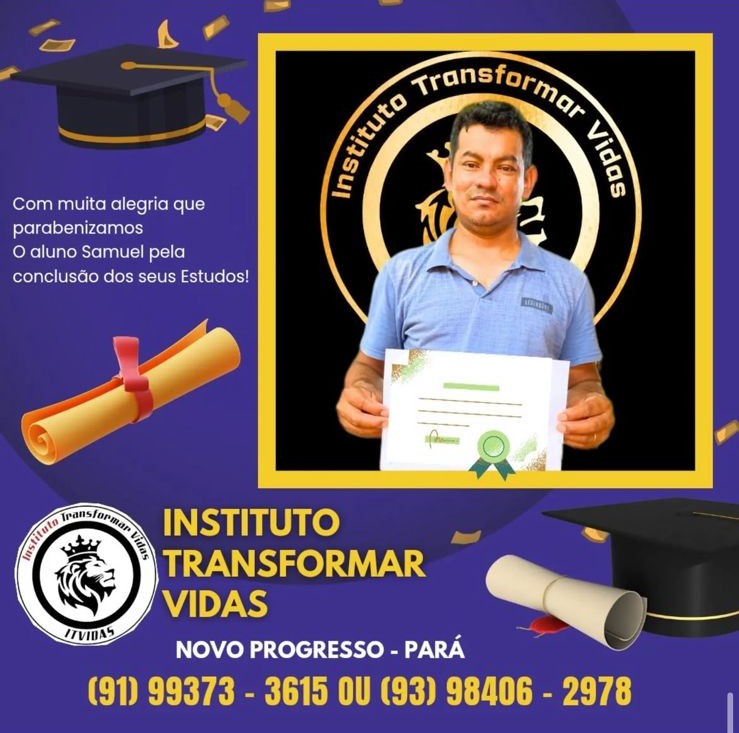 Instituto Transformar Vidas
Com muita alegria que
parabenizamos
O aluno Samuel pela
conclusão dos seus Estudos!
Instituto Transformar Vidas
ITVIDAS
INSTITUTO
TRANSFORMAR
VIDAS
NOVO PROGRESSO - PARÁ
(91) 99373 - 3615 OU (93) 98406 - 2978